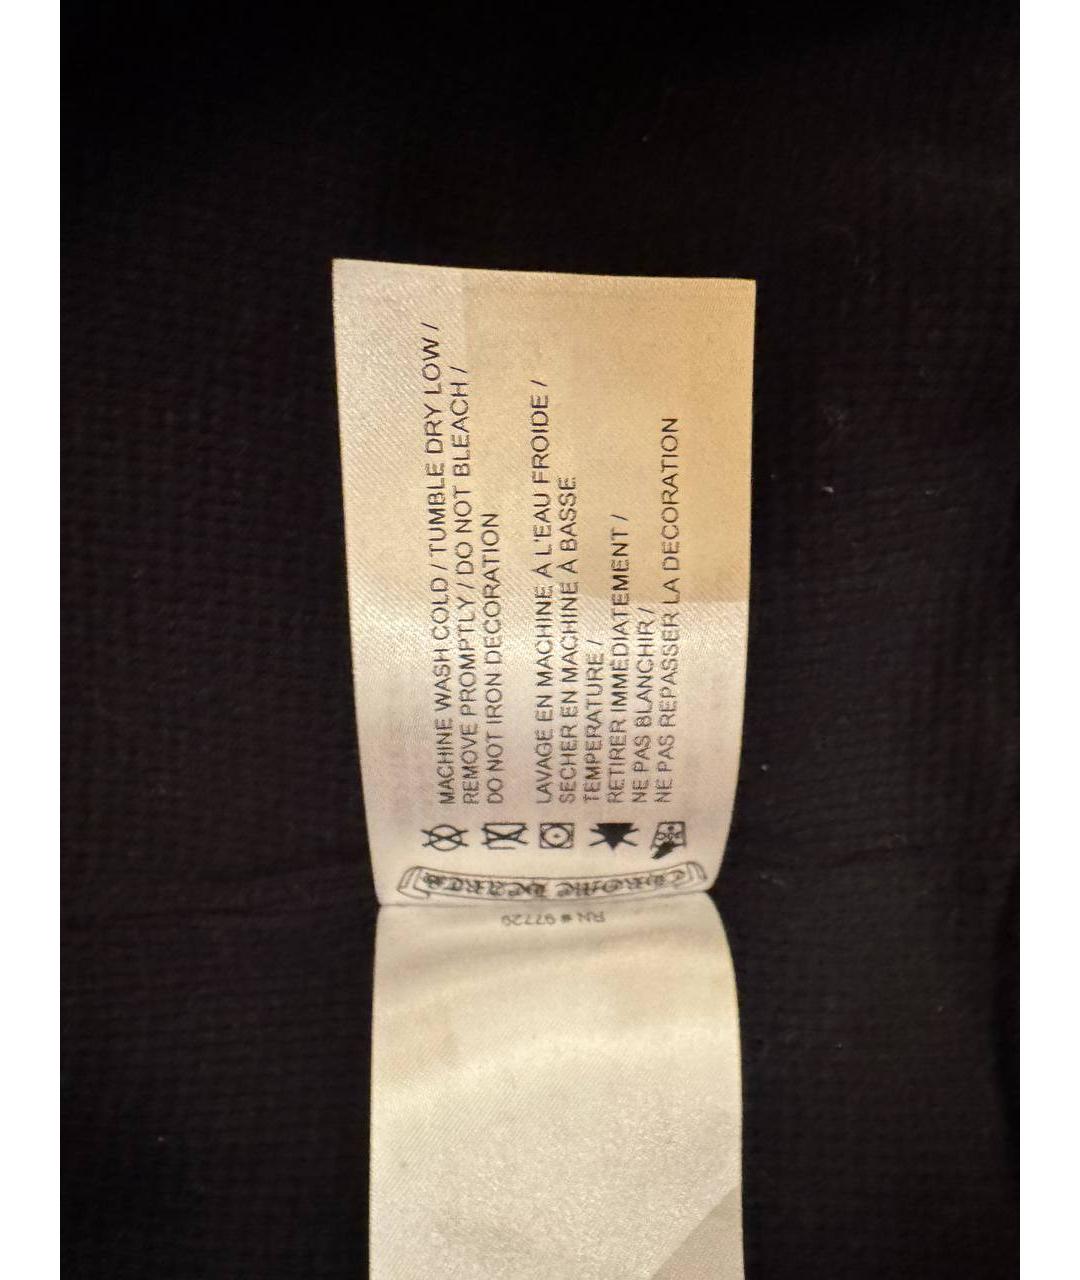 MACHINE WASH COLD / TUMBLE DRY LOW /
REMOVE PROMPTLY / DO NOT BLEACH /
DO NOT IRON DECORATION
LAVAGE EN MACHINE À L'EAU FROIDE /
SECHER EN MACHINE À BASSE
TEMPERATURE /
RETIRER IMMÉDIATEMENT /
NE PAS BLANCHIR /
NE PAS REPASSER LA DECORATION
CHROME HEARTS
RN # 97729